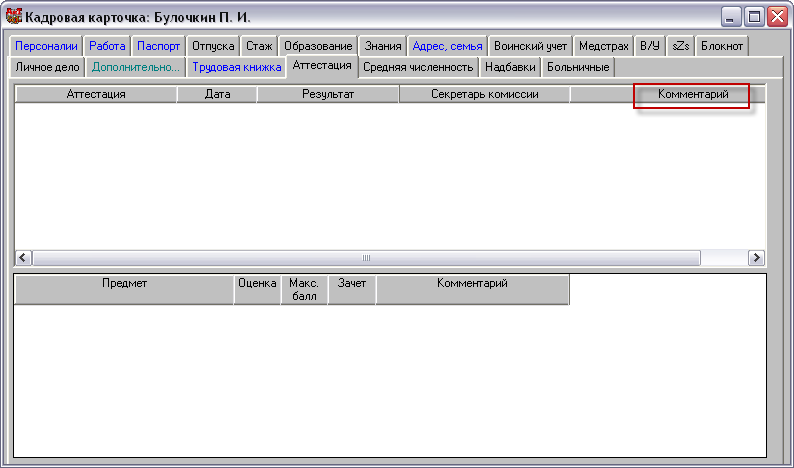 Кадровая карточка: Булочкин П. И.
Персоналии Работа Паспорт Отпуска Стаж Образование Знания Адрес, семья Воинский учет Медстрах В/У sZs Блокнот
Личное дело Дополнительно... Трудовая книжка Аттестация Средняя численность Надбавки Больничные
Аттестация Дата Результат Секретарь комиссии Комментарий
Предмет Оценка Макс. Зачет Комментарий
балл